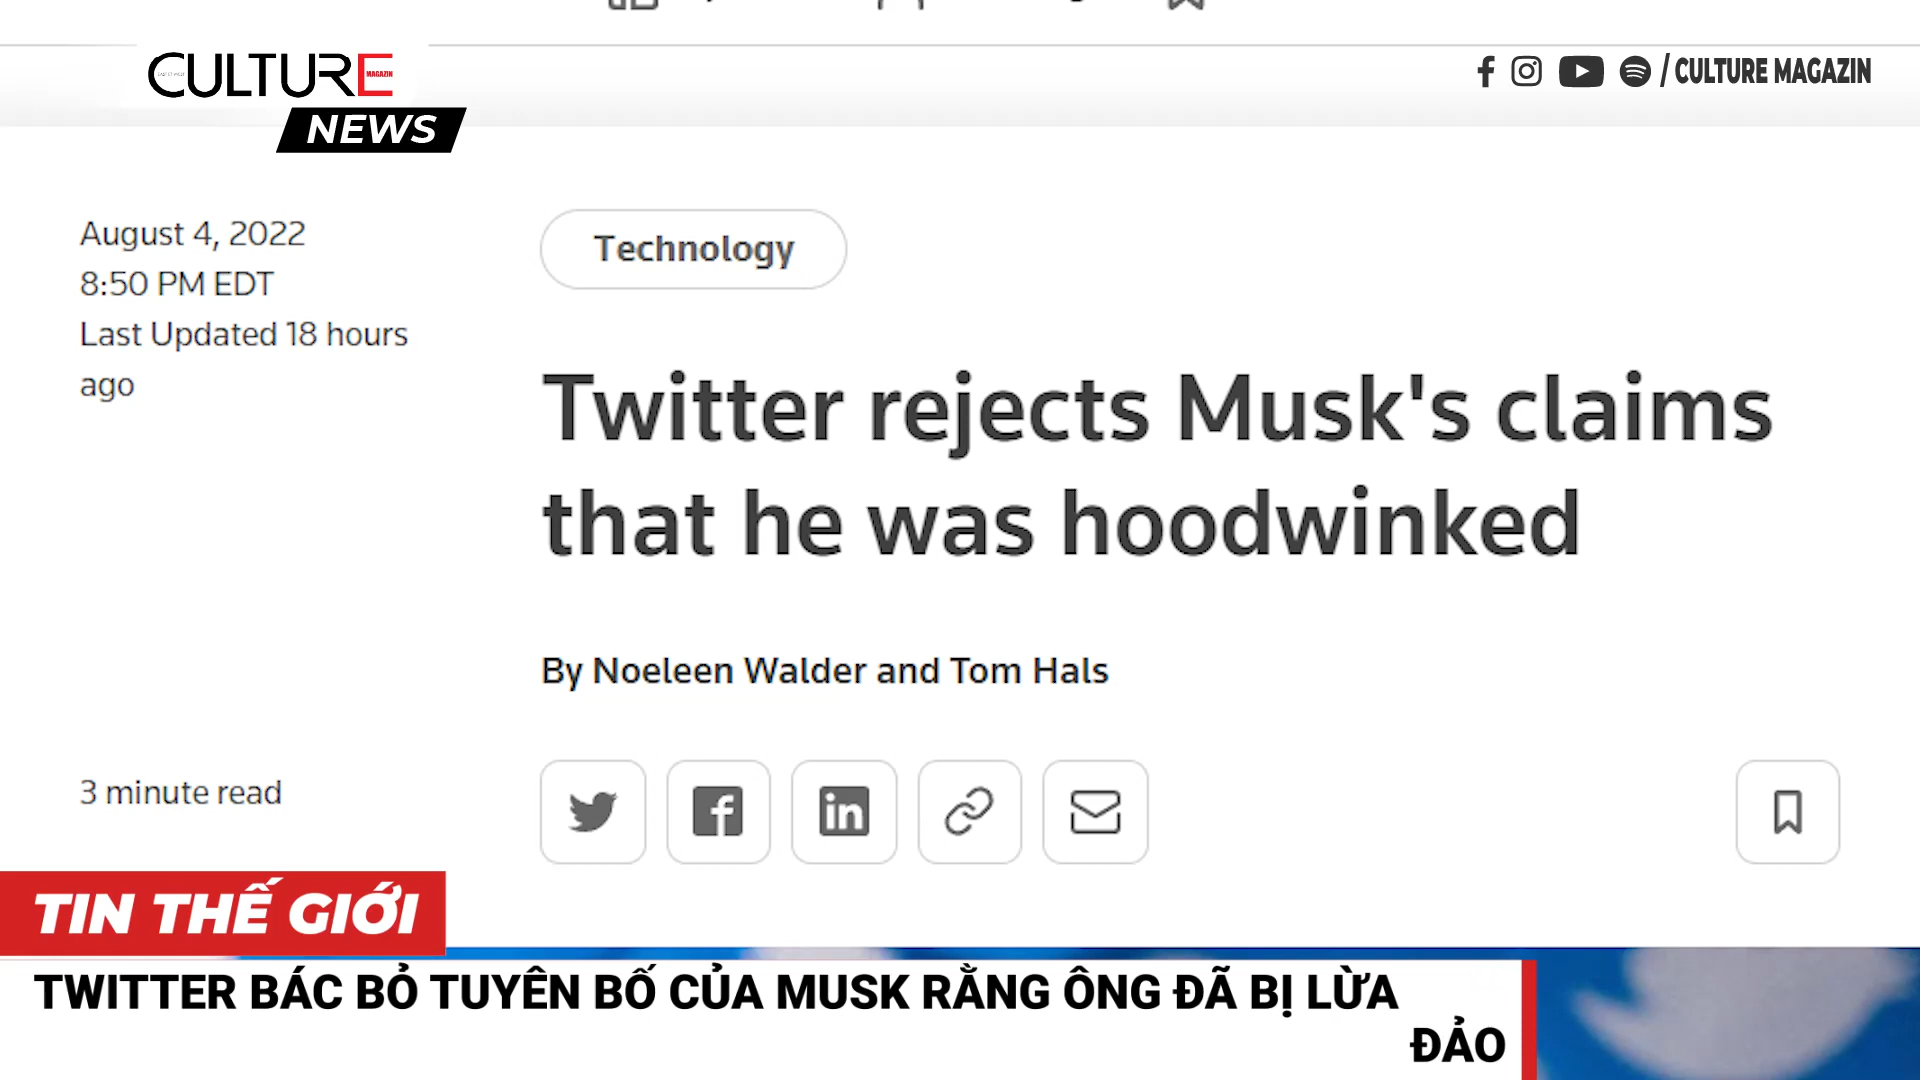 CULTURE
MAGAZIN
NEWS
/ CULTURE MAGAZIN
August 4, 2022
8:50 PM EDT
Last Updated 18 hours
ago
Technology
Twitter rejects Musk's claims
that he was hoodwinked
By Noeleen Walder and Tom Hals
3 minute read
TIN THẾ GIỚI
TWITTER BÁC BỎ TUYÊN BỐ CỦA MUSK RẰNG ÔNG ĐÃ BỊ LỪA
ĐẢO